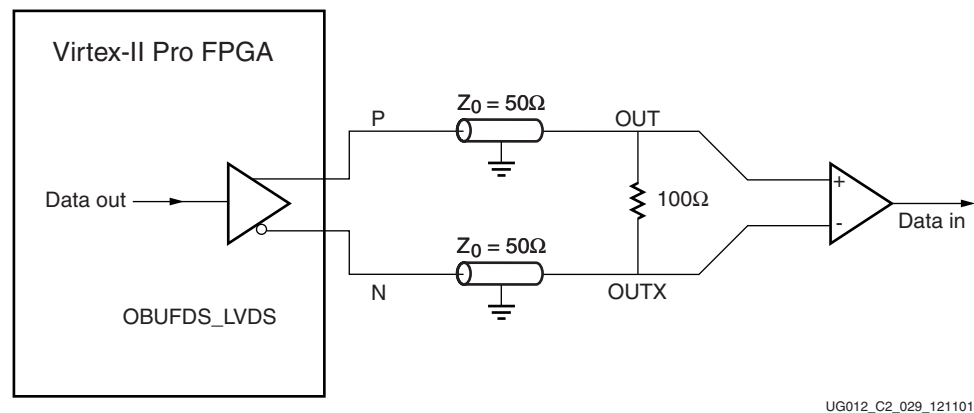 Virtex-II Pro FPGA
Z0 = 50Ω
P
OUT
Data out
100Ω
+
-
Data in
Z0 = 50Ω
N
OUTX
OBUFDS_LVDS
UG012_C2_029_121101